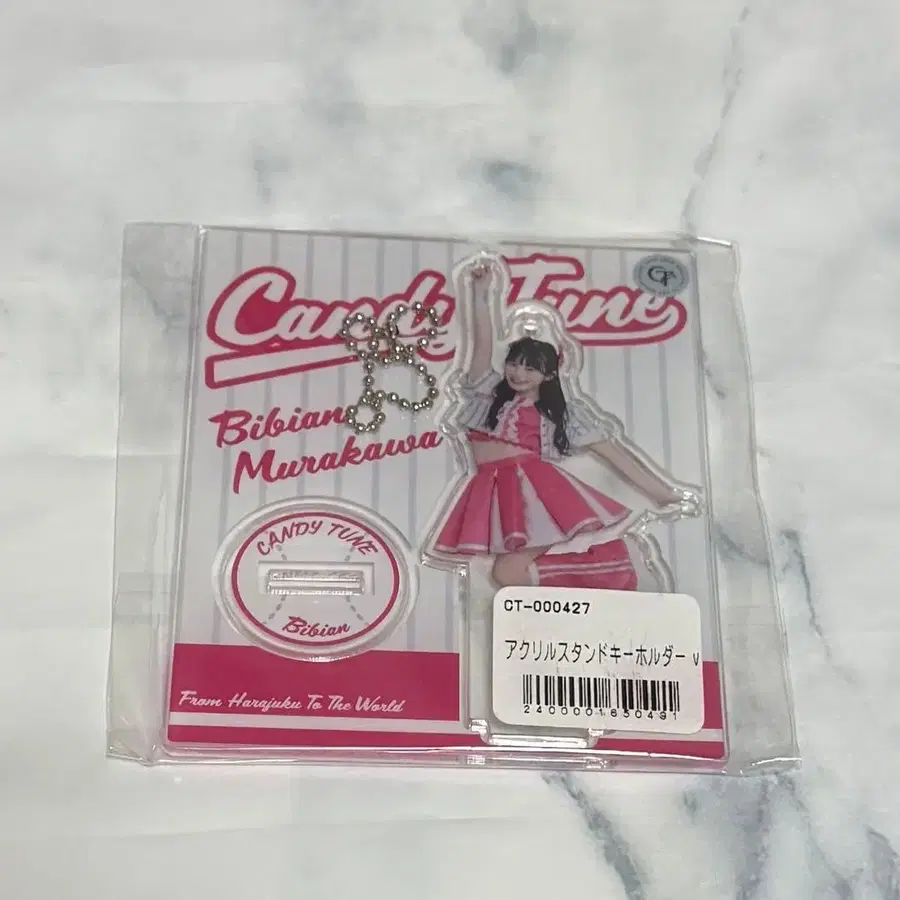 Candy Tune
Bibian
Murakawa
CANDY TUNE
Bibian
From Harajuku To The World
CT-000427
アクリルスタンドキーホルダー v
2400001850491